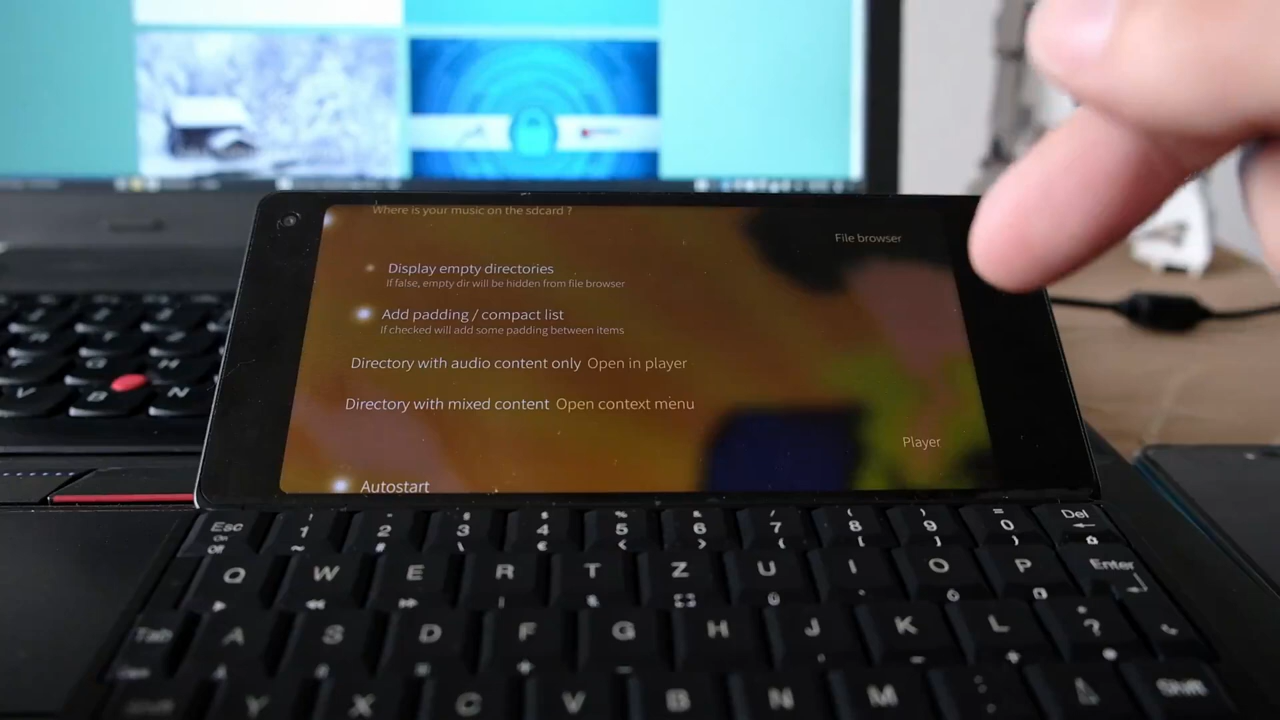 Where is your music on the sdcard ?
File browser
Display empty directories
If false, empty dir will be hidden from file browser
Add padding / compact list
If checked will add some padding between items
Directory with audio content only Open in player
Directory with mixed content Open context menu
Player
Autostart
Esc 1 2 3 4 5 6 7 8 9 0 Del
Q W E R T Z U I O P Enter
Tab A S D F G H J K L ?
Y X C V B N M Shift
V B N